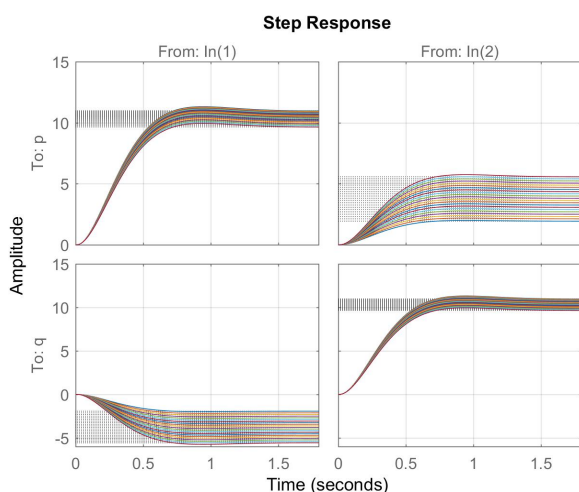 Step Response
From: In(1)
From: In(2)
15
10
5
0
To: p
Amplitude
15
10
5
0
-5
To: q
0
0.5
1
1.5
0
0.5
1
1.5
Time (seconds)